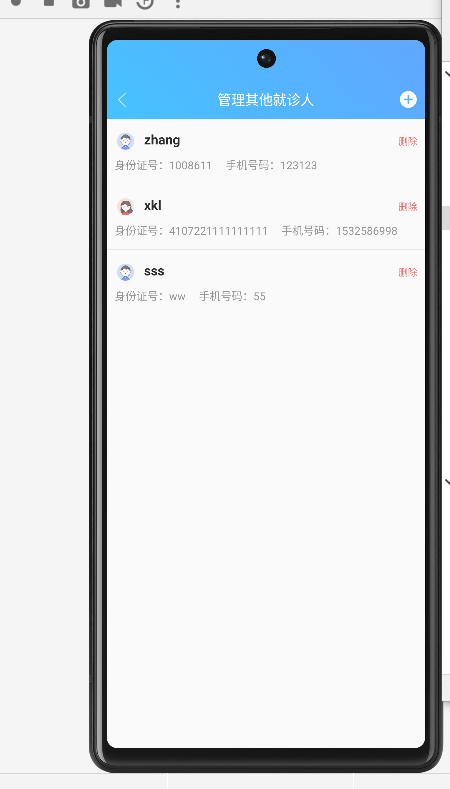 管理其他就诊人
zhang 删除
身份证号：1008611 手机号码：123123
xkl 删除
身份证号：4107221111111111 手机号码：1532586998
sss 删除
身份证号：ww 手机号码：55